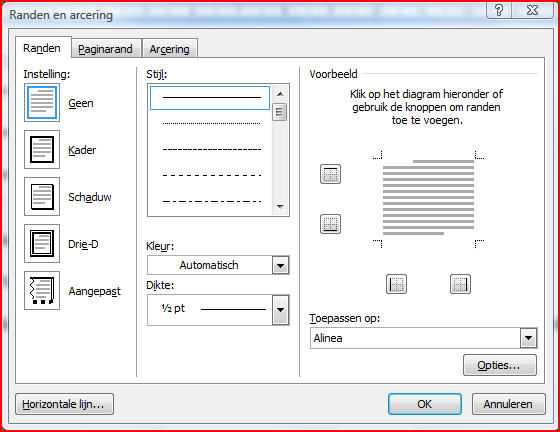 Randen en arcering
Randen
Paginarand
Arcering
Instelling:
Geen
Kader
Schaduw
Drie-D
Aangepast
Stijl:
Kleur:
Automatisch
Dikte:
½ pt
Voorbeeld
Klik op het diagram hieronder of
gebruik de knoppen om randen
toe te voegen.
Toepassen op:
Alinea
Opties...
Horizontale lijn...
OK
Annuleren